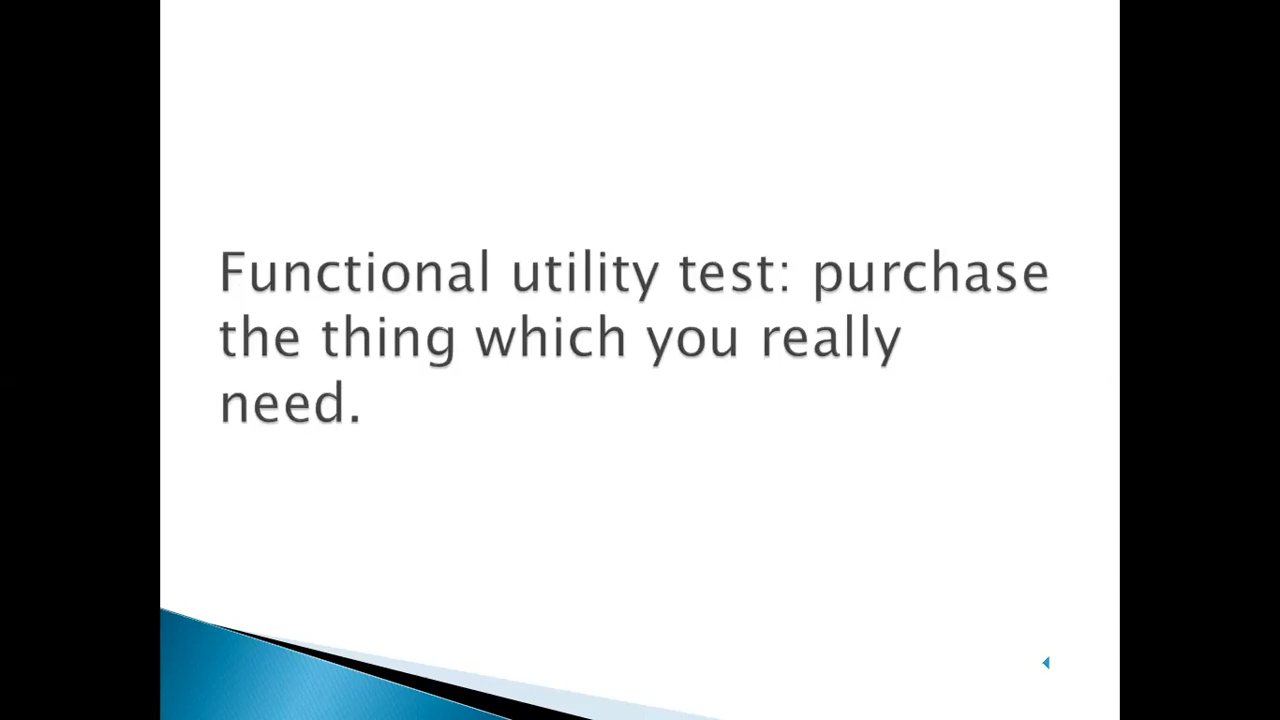 Functional utility test: purchase
the thing which you really
need.